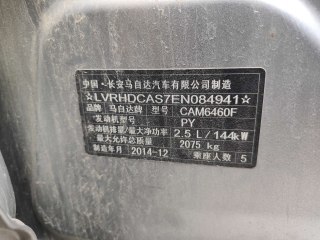 中国·长安马自达汽车有限公司制造
☆LVRHDCAS7EN084941☆
品牌 马自达牌 型号 CAM6460F
发动机型号 PY
发动机排量/最大净功率 2.5 L / 144kW
最大允许总质量 2075 kg
制造年月 2014-12 乘座人数 5